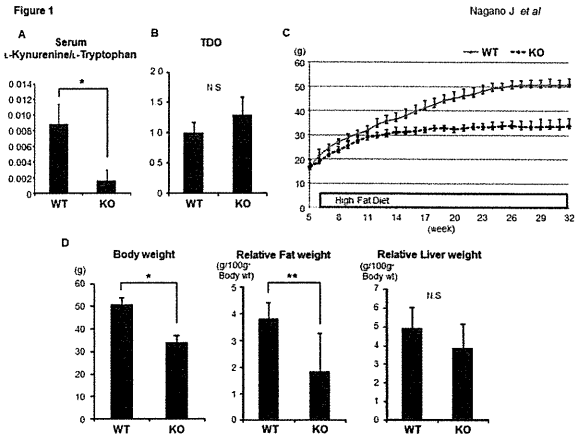 Figure 1
Nagano J et al
A
Serum
L-Kynurenine/L-Tryptophan
*
0.014
0.012
0.0010
0.0008
0.0006
0.0004
0.002
0
WT
KO
B
TDO
NS
2.0
1.5
1.0
0.5
0
WT
KO
C
(g)
WT
KO
60
50
40
30
20
10
0
High Fat Diet
5
8
11
14
17
20
23
26
29
32
(week)
D
Body weight
(g)
*
60
50
40
30
20
10
0
WT
KO
Relative Fat weight
(g/100g-
Body wt)
**
5
4
3
2
1
0
WT
KO
Relative Liver weight
(g/100g-
Body wt)
N.S
7
6
5
4
3
2
1
0
WT
KO